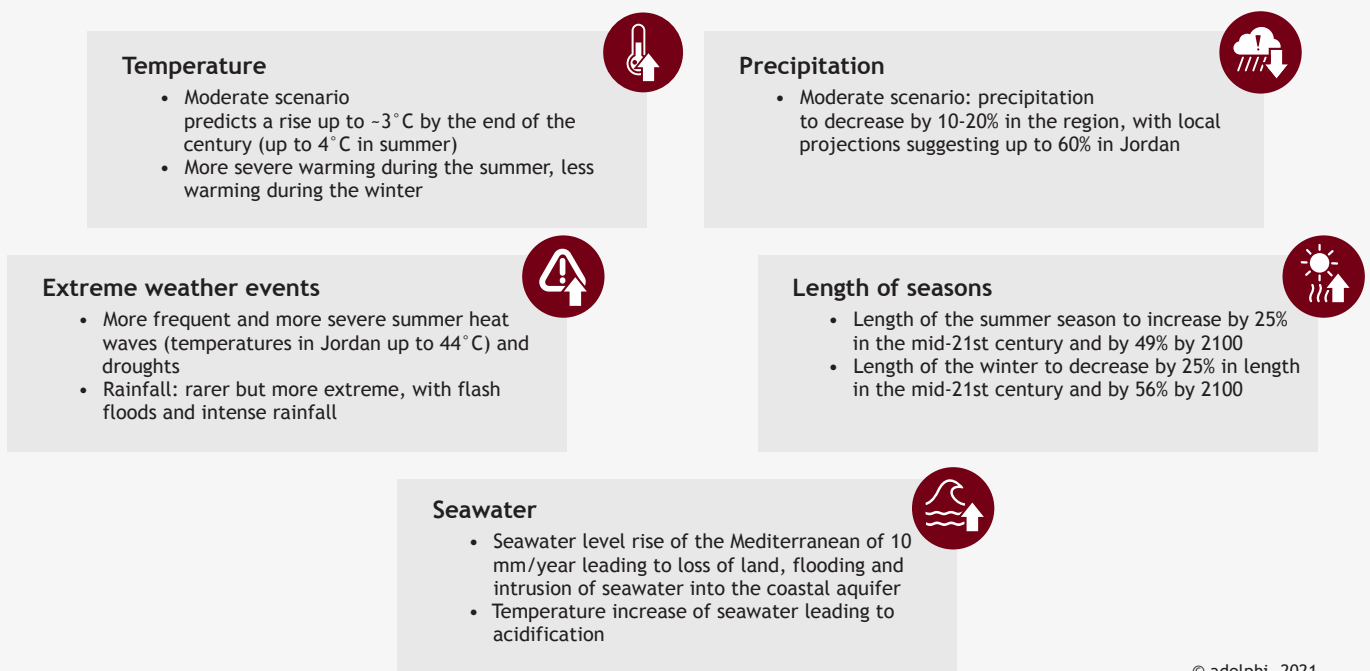 Temperature
• Moderate scenario
predicts a rise up to ~3°C by the end of the
century (up to 4°C in summer)
• More severe warming during the summer, less
warming during the winter
Precipitation
• Moderate scenario: precipitation
to decrease by 10-20% in the region, with local
projections suggesting up to 60% in Jordan
Extreme weather events
• More frequent and more severe summer heat
waves (temperatures in Jordan up to 44°C) and
droughts
• Rainfall: rarer but more extreme, with flash
floods and intense rainfall
Length of seasons
• Length of the summer season to increase by 25%
in the mid-21st century and by 49% by 2100
• Length of the winter to decrease by 25% in length
in the mid-21st century and by 56% by 2100
Seawater
• Seawater level rise of the Mediterranean of 10
mm/year leading to loss of land, flooding and
intrusion of seawater into the coastal aquifer
• Temperature increase of seawater leading to
acidification
© adelphi, 2021